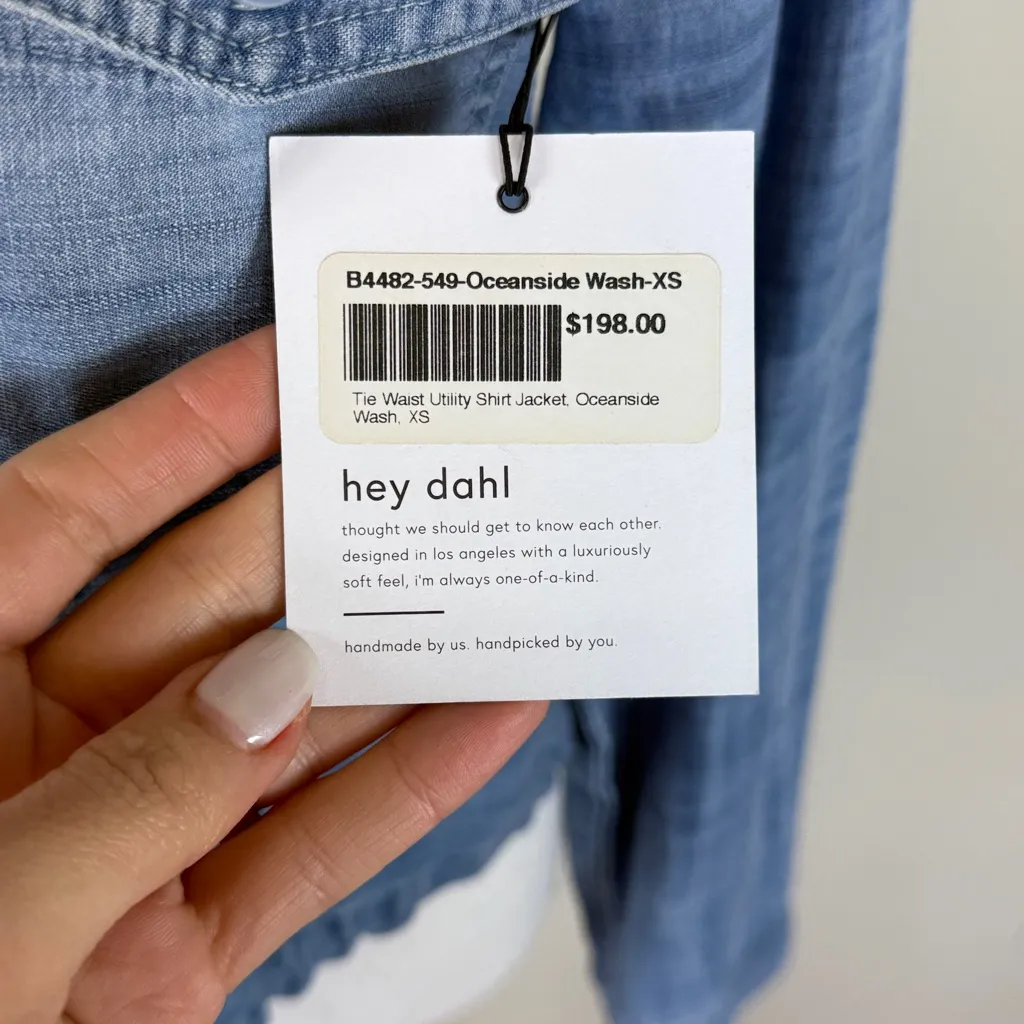 B4482-549-Oceanside Wash-XS
$198.00
Tie Waist Utility Shirt Jacket, Oceanside
Wash, XS
hey dahl
thought we should get to know each other.
designed in los angeles with a luxuriously
soft feel, i'm always one-of-a-kind.
handmade by us. handpicked by you.